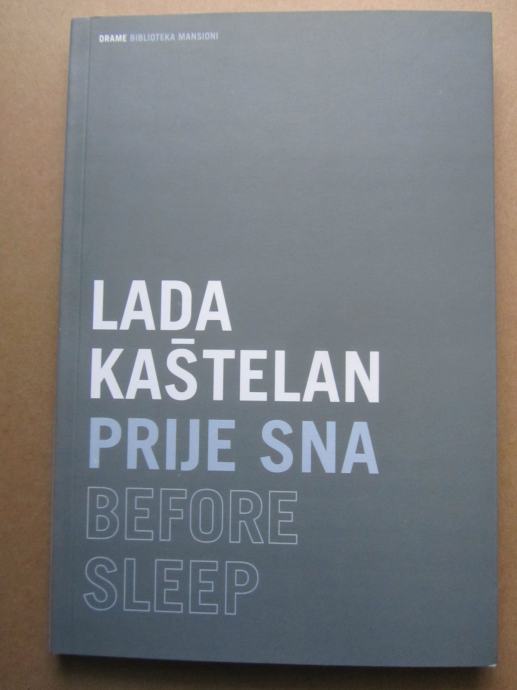 DRAME BIBLIOTEKA MANSIONI
LADA
KAŠTELAN
PRIJE SNA
BEFORE
SLEEP